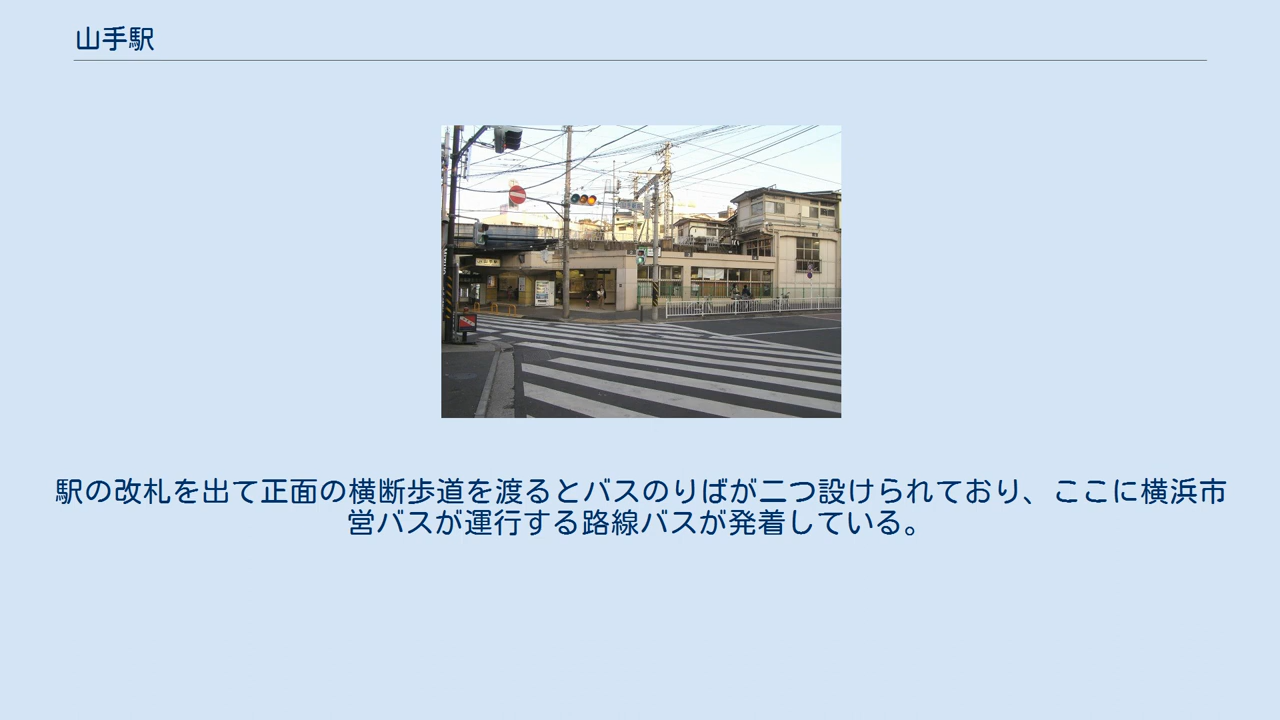 山手駅
駅の改札を出て正面の横断歩道を渡るとバスのりばが二つ設けられており、ここに横浜市
営バスが運行する路線バスが発着している。